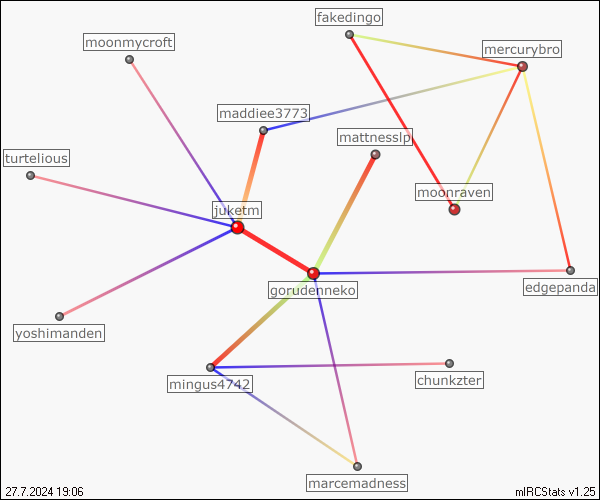 fakedingo
moonmycroft
mercurybro
maddiee3773
mattnesslp
turtelious
moonraven
juketm
edgepanda
gorudenneko
yoshimanden
chunkzter
mingus4742
marcemadness
27.7.2024 19:06
mIRCStats v1.25